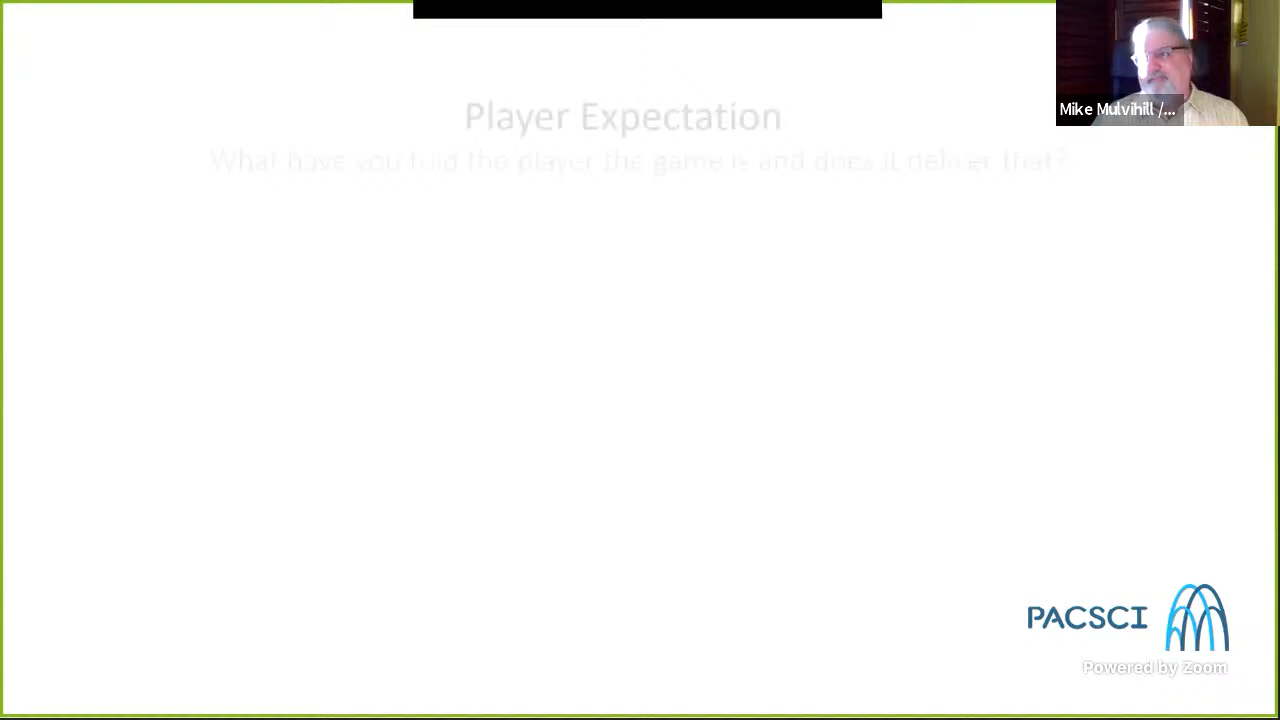 Mike Mulvihill /...
Player Expectation
What have you told the player the game is and does it deliver that?
PACSCI
Powered by Zoom